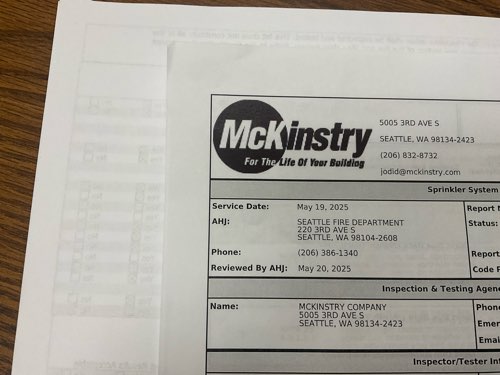 McKinstry
For The Life Of Your Building
5005 3RD AVE S
SEATTLE, WA 98134-2423
(206) 832-8732
jodid@mckinstry.com
Sprinkler System
Service Date: May 19, 2025
Report
AHJ: SEATTLE FIRE DEPARTMENT
Status:
220 3RD AVE S
SEATTLE, WA 98104-2608
Phone: (206) 386-1340
Report
Reviewed By AHJ: May 20, 2025
Code
Inspection & Testing
Name: MCKINSTRY COMPANY
Phone
5005 3RD AVE S
SEATTLE, WA 98134-2423
Emer
Emai
Inspector/Tester